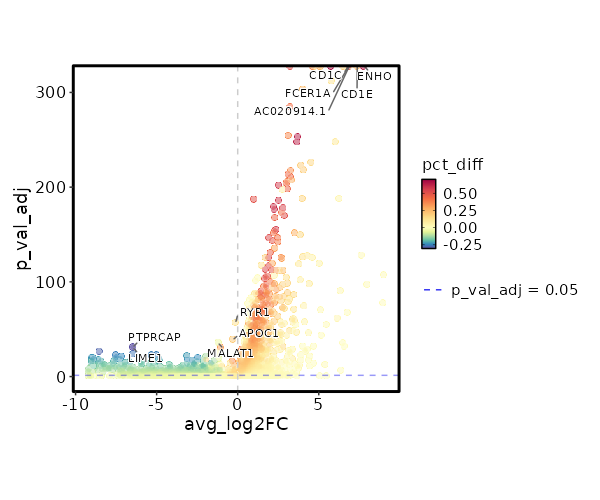 CD1C
ENHO
FCER1A
CD1E
AC020914.1
RYR1
APOC1
PTPRCAP
MALAT1
LIME1
300
200
100
0
p_val_adj
-10
-5
0
5
avg_log2FC
pct_diff
0.50
0.25
0.00
-0.25
p_val_adj = 0.05